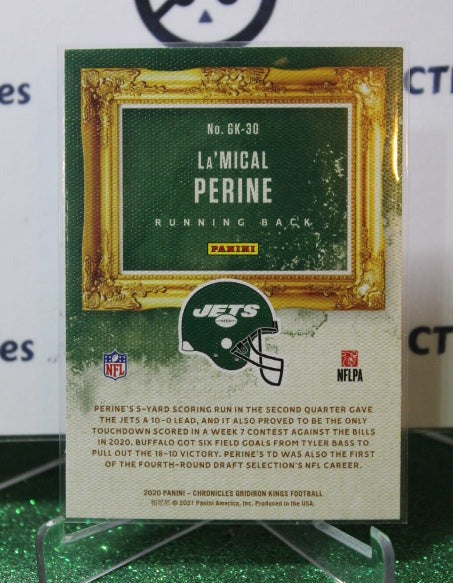 No. GK-30
LA'MICAL
PERINE
RUNNING BACK
PANINI
JETS
NFL
NFLPA
PERINE'S 5-YARD SCORING RUN IN THE SECOND QUARTER GAVE
THE JETS A 10-0 LEAD, AND IT ALSO PROVED TO BE THE ONLY
TOUCHDOWN SCORED IN A WEEK 7 CONTEST AGAINST THE BILLS
IN 2020. BUFFALO GOT SIX FIELD GOALS FROM TYLER BASS TO
PULL OUT THE 18-10 VICTORY. PERINE'S TD WAS ALSO THE FIRST
OF THE FOURTH-ROUND DRAFT SELECTION'S NFL CAREER.
2020 PANINI – CHRONICLES GRIDIRON KINGS FOOTBALL
© 2021 Panini America, Inc. Produced in the USA.